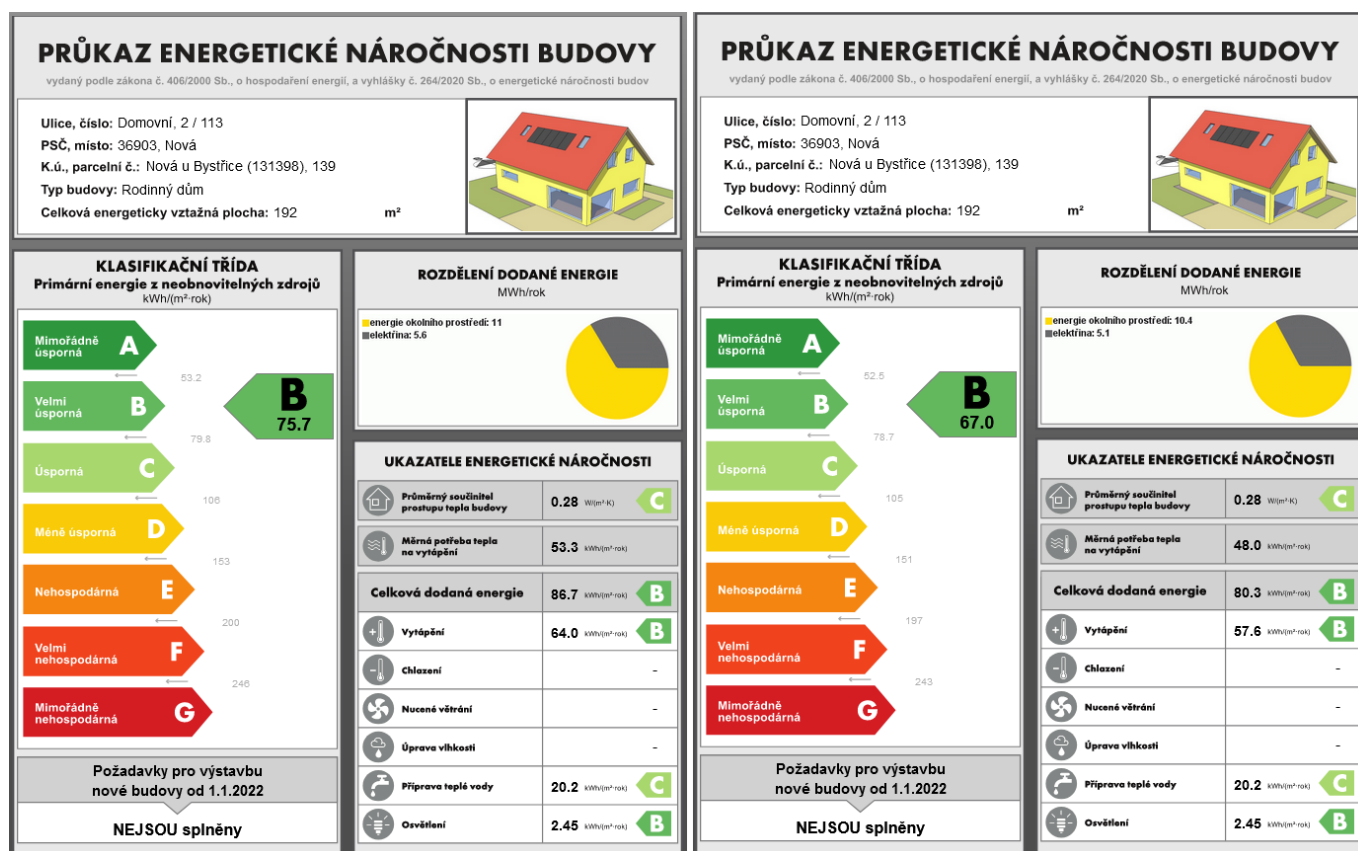 PRŮKAZ ENERGETICKÉ NÁROČNOSTI BUDOVY
vydaný podle zákona č. 406/2000 Sb., o hospodaření energií, a vyhlášky č. 264/2020 Sb., o energetické náročnosti budov
Ulice, číslo: Domovní, 2 / 113
PSČ, místo: 36903, Nová
K.ú., parcelní č.: Nová u Bystřice (131398), 139
Typ budovy: Rodinný dům
Celková energeticky vztažná plocha: 192 m²
KLASIFIKAČNÍ TŘÍDA
Primární energie z neobnovitelných zdrojů
kWh/(m²·rok)
Mimořádně
úsporná A
53.2
Velmi
úsporná B
B
75.7
79.8
Úsporná C
106
Méně úsporná D
153
Nehospodárná E
200
Velmi
nehospodárná F
246
Mimořádně
nehospodárná G
Požadavky pro výstavbu
nové budovy od 1.1.2022
NEJSOU splněny
ROZDĚLENÍ DODANÉ ENERGIE
MWh/rok
energie okolního prostředí: 11
elektřina: 5.6
UKAZATELE ENERGETICKÉ NÁROČNOSTI
Průměrný součinitel
prostupu tepla budovy 0.28 W/(m²·K) C
Měrná potřeba tepla
na vytápění 53.3 kWh/(m²·rok)
Celková dodaná energie 86.7 kWh/(m²·rok) B
Vytápění 64.0 kWh/(m²·rok) B
Chlazení -
Nucené větrání -
Úprava vlhkosti -
Příprava teplé vody 20.2 kWh/(m²·rok) C
Osvětlení 2.45 kWh/(m²·rok) B
PRŮKAZ ENERGETICKÉ NÁROČNOSTI BUDOVY
vydaný podle zákona č. 406/2000 Sb., o hospodaření energií, a vyhlášky č. 264/2020 Sb., o energetické náročnosti budov
Ulice, číslo: Domovní, 2 / 113
PSČ, místo: 36903, Nová
K.ú., parcelní č.: Nová u Bystřice (131398), 139
Typ budovy: Rodinný dům
Celková energeticky vztažná plocha: 192 m²
KLASIFIKAČNÍ TŘÍDA
Primární energie z neobnovitelných zdrojů
kWh/(m²·rok)
Mimořádně
úsporná A
52.5
Velmi
úsporná B
B
67.0
78.7
Úsporná C
105
Méně úsporná D
151
Nehospodárná E
197
Velmi
nehospodárná F
243
Mimořádně
nehospodárná G
Požadavky pro výstavbu
nové budovy od 1.1.2022
NEJSOU splněny
ROZDĚLENÍ DODANÉ ENERGIE
MWh/rok
energie okolního prostředí: 10.4
elektřina: 5.1
UKAZATELE ENERGETICKÉ NÁROČNOSTI
Průměrný součinitel
prostupu tepla budovy 0.28 W/(m²·K) C
Měrná potřeba tepla
na vytápění 48.0 kWh/(m²·rok)
Celková dodaná energie 80.3 kWh/(m²·rok) B
Vytápění 57.6 kWh/(m²·rok) B
Chlazení -
Nucené větrání -
Úprava vlhkosti -
Příprava teplé vody 20.2 kWh/(m²·rok) C
Osvětlení 2.45 kWh/(m²·rok) B